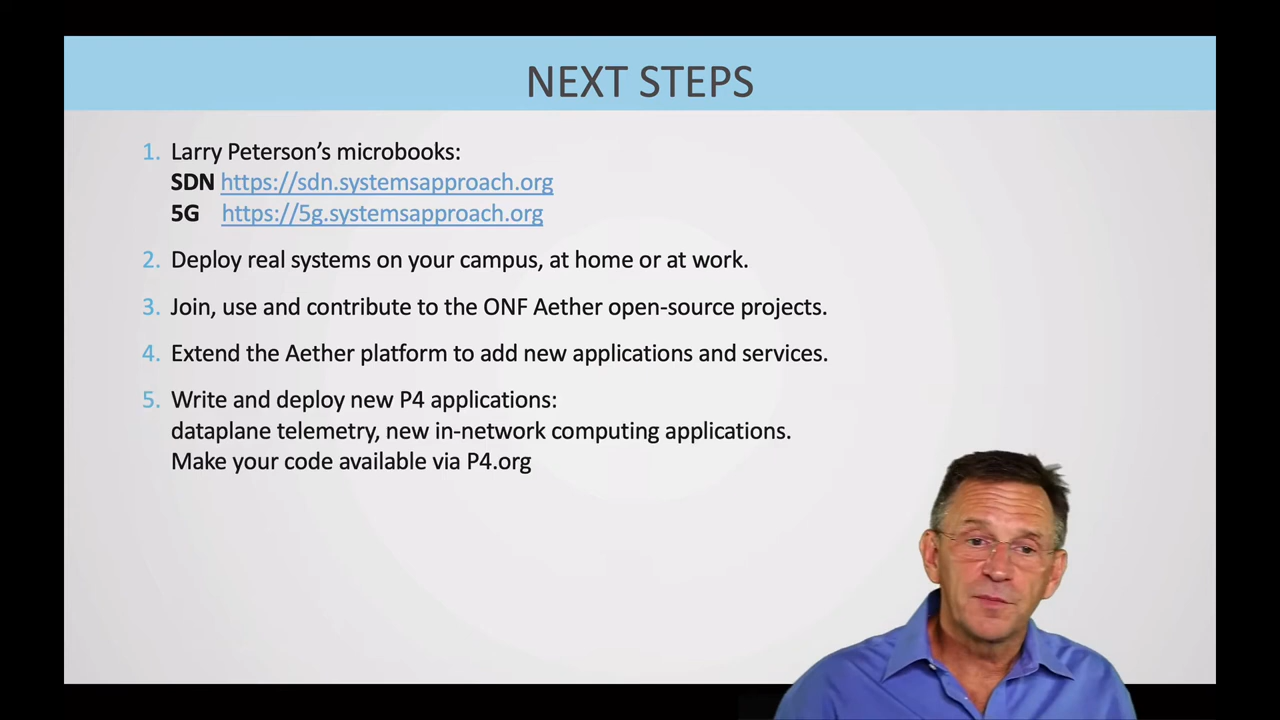 NEXT STEPS
1. Larry Peterson’s microbooks:
SDN https://sdn.systemsapproach.org
5G https://5g.systemsapproach.org
2. Deploy real systems on your campus, at home or at work.
3. Join, use and contribute to the ONF Aether open-source projects.
4. Extend the Aether platform to add new applications and services.
5. Write and deploy new P4 applications:
dataplane telemetry, new in-network computing applications.
Make your code available via P4.org